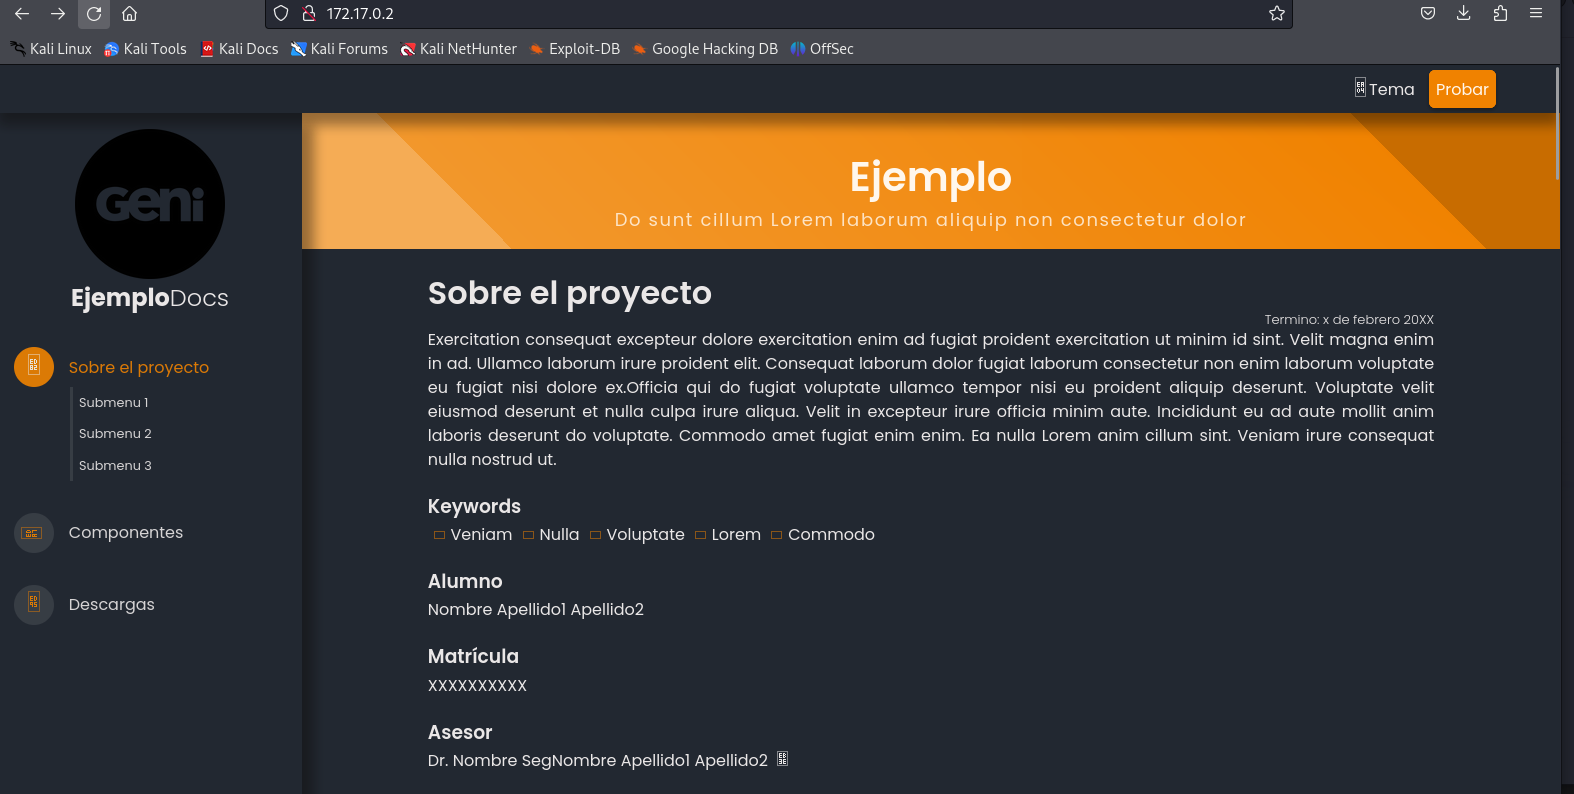 172.17.0.2
Kali Linux Kali Tools Kali Docs Kali Forums Kali NetHunter Exploit-DB Google Hacking DB OffSec
Tema Probar
Geni
EjemploDocs
Sobre el proyecto
Submenu 1
Submenu 2
Submenu 3
Componentes
Descargas
Ejemplo
Do sunt cillum Lorem laborum aliquip non consectetur dolor
Sobre el proyecto
Termino: x de febrero 20XX
Exercitation consequat excepteur dolore exercitation enim ad fugiat proident exercitation ut minim id sint. Velit magna enim
in ad. Ullamco laborum irure proident elit. Consequat laborum dolor fugiat laborum consectetur non enim laborum voluptate
eu fugiat nisi dolore ex.Officia qui do fugiat voluptate ullamco tempor nisi eu proident aliquip deserunt. Voluptate velit
eiusmod deserunt et nulla culpa irure aliqua. Velit in excepteur irure officia minim aute. Incididunt eu ad aute mollit anim
laboris deserunt do voluptate. Commodo amet fugiat enim enim. Ea nulla Lorem anim cillum sint. Veniam irure consequat
nulla nostrud ut.
Keywords
Veniam Nulla Voluptate Lorem Commodo
Alumno
Nombre Apellido1 Apellido2
Matrícula
XXXXXXXXXX
Asesor
Dr. Nombre SegNombre Apellido1 Apellido2